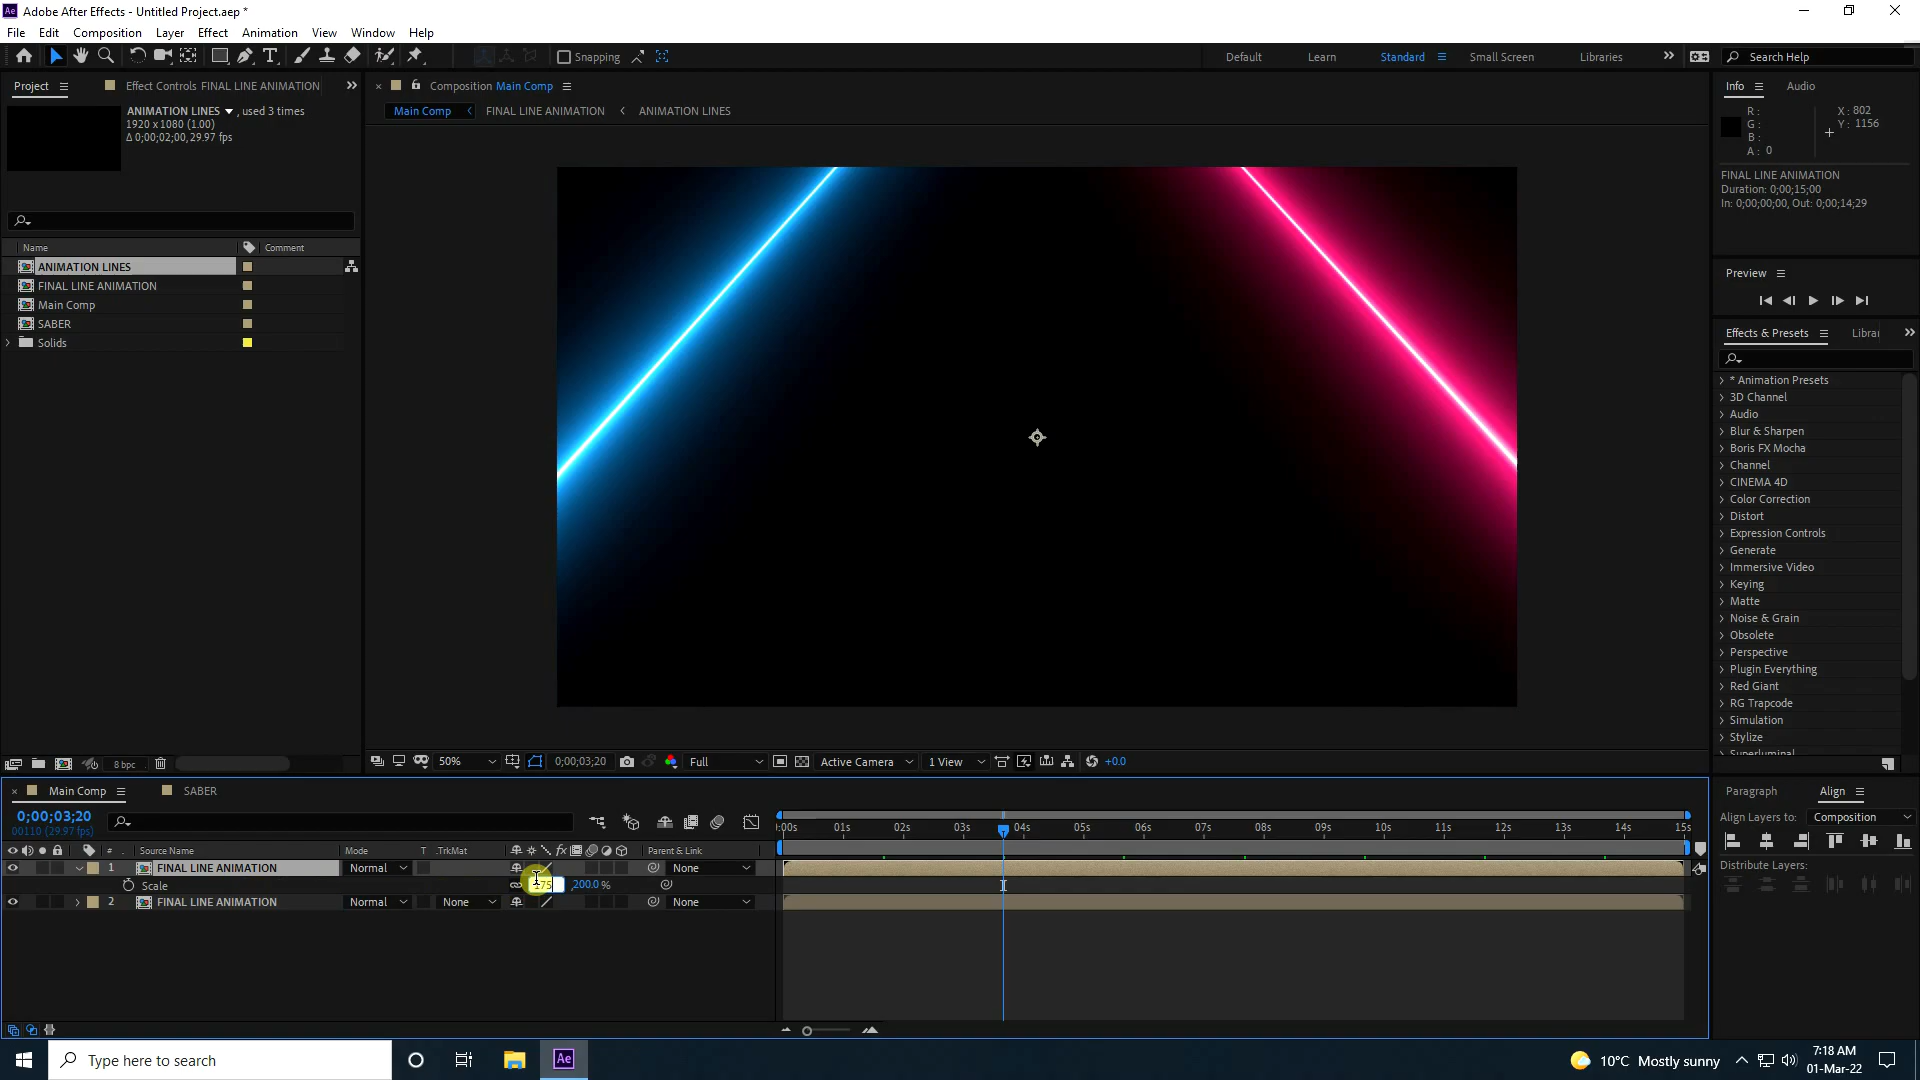 Adobe After Effects - Untitled Project.aep *
File Edit Composition Layer Effect Animation View Window Help
Snapping
Default Learn Standard Small Screen Libraries
Search Help
Project Effect Controls FINAL LINE ANIMATION
ANIMATION LINES , used 3 times
1920 x 1080 (1.00)
Δ 0;00;02;00, 29.97 fps
Name Comment
ANIMATION LINES
FINAL LINE ANIMATION
Main Comp
SABER
Solids
8 bpc
Composition Main Comp
Main Comp FINAL LINE ANIMATION ANIMATION LINES
50% 0;00;03;20 Full Active Camera 1 View +0.0
Info Audio
R:
G:
B:
A: 0
X: 802
Y: 1156
FINAL LINE ANIMATION
Duration: 0;00;15;00
In: 0;00;00;00, Out: 0;00;14;29
Preview
Effects & Presets Librar
* Animation Presets
3D Channel
Audio
Blur & Sharpen
Boris FX Mocha
Channel
CINEMA 4D
Color Correction
Distort
Expression Controls
Generate
Immersive Video
Keying
Matte
Noise & Grain
Obsolete
Perspective
Plugin Everything
Red Giant
RG Trapcode
Simulation
Stylize
Superluminal
Paragraph Align
Align Layers to: Composition
Distribute Layers:
Main Comp SABER
0;00;03;20
00110 (29.97 fps)
:00s 01s 02s 03s 04s 05s 06s 07s 08s 09s 10s 11s 12s 13s 14s 15s
# Source Name Mode T .TrkMat fx Parent & Link
1 FINAL LINE ANIMATION Normal None
Scale ,200.0 %
2 FINAL LINE ANIMATION Normal None None
Type here to search
10°C Mostly sunny
7:18 AM
01-Mar-22